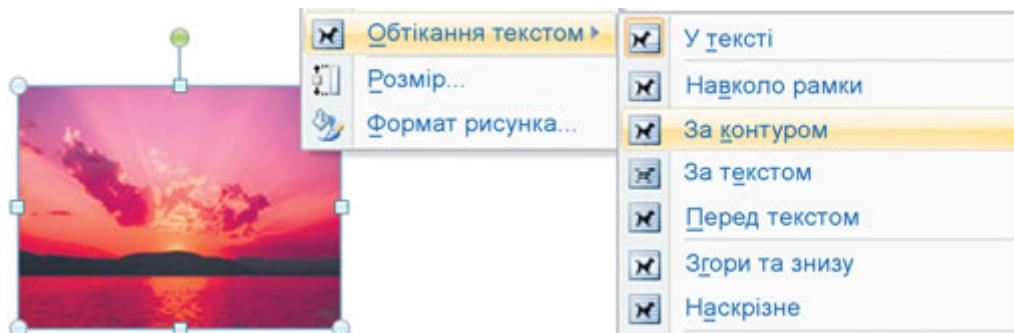 Обтікання текстом
Розмір...
Формат рисунка...
У тексті
Навколо рамки
За контуром
За текстом
Перед текстом
Згори та знизу
Наскрізне